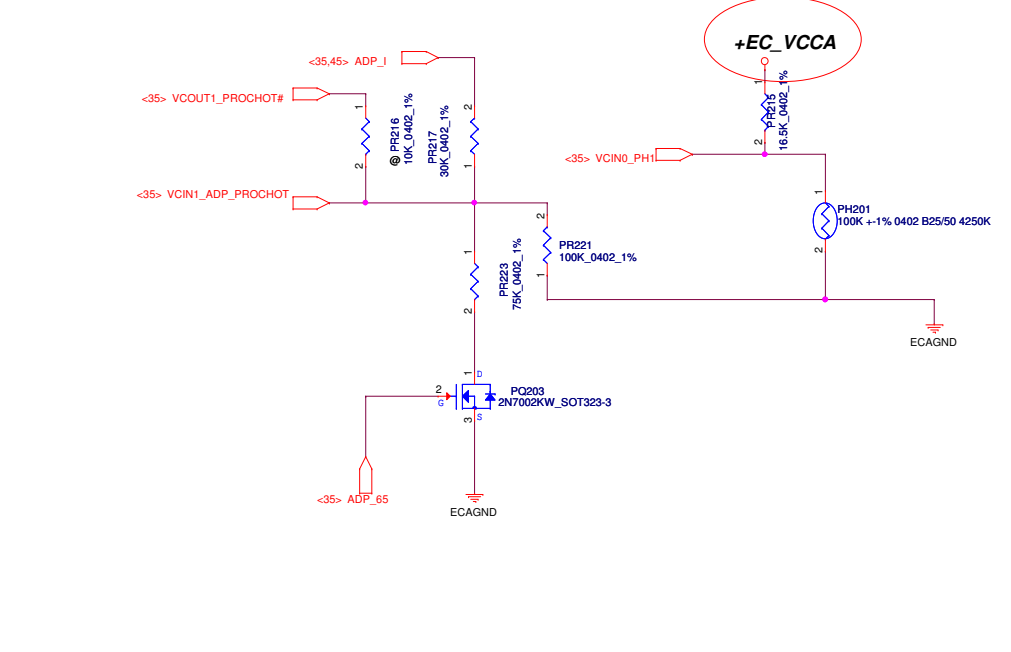 +EC_VCCA
<35,45> ADP_I
<35> VCOUT1_PROCHOT#
1
2
@ PR216
10K_0402_1%
PR217
30K_0402_1%
2
1
1
2
PR215
16.5K_0402_1%
<35> VCIN0_PH1
<35> VCIN1_ADP_PROCHOT
1
2
PH201
100K +-1% 0402 B25/50 4250K
2
1
PR221
100K_0402_1%
1
2
PR223
75K_0402_1%
ECAGND
1
D
2
G
3
S
PQ203
2N7002KW_SOT323-3
<35> ADP_65
ECAGND